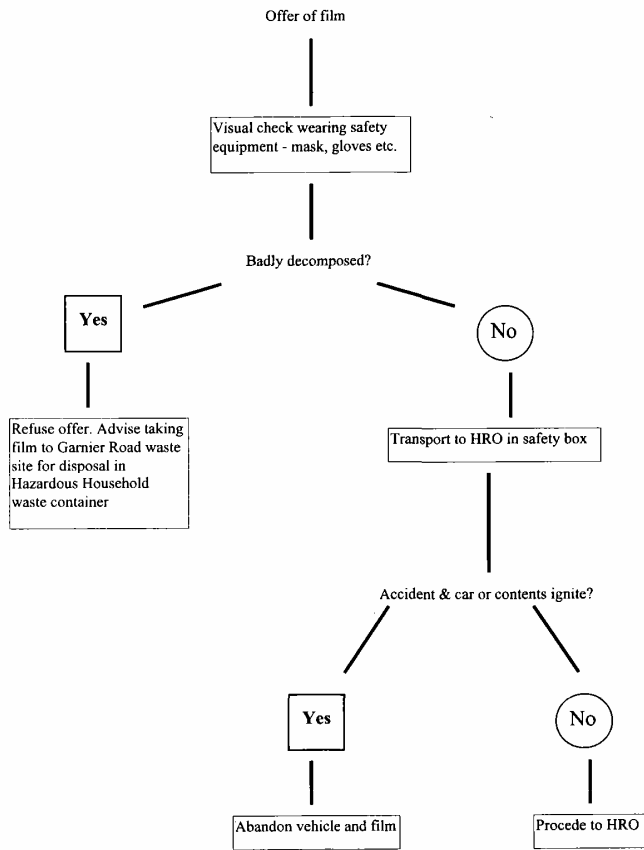 Offer of film
Visual check wearing safety
equipment - mask, gloves etc.
Badly decomposed?
Yes
No
Refuse offer. Advise taking
film to Garnier Road waste
site for disposal in
Hazardous Household
waste container
Transport to HRO in safety box
Accident & car or contents ignite?
Yes
No
Abandon vehicle and film
Procede to HRO